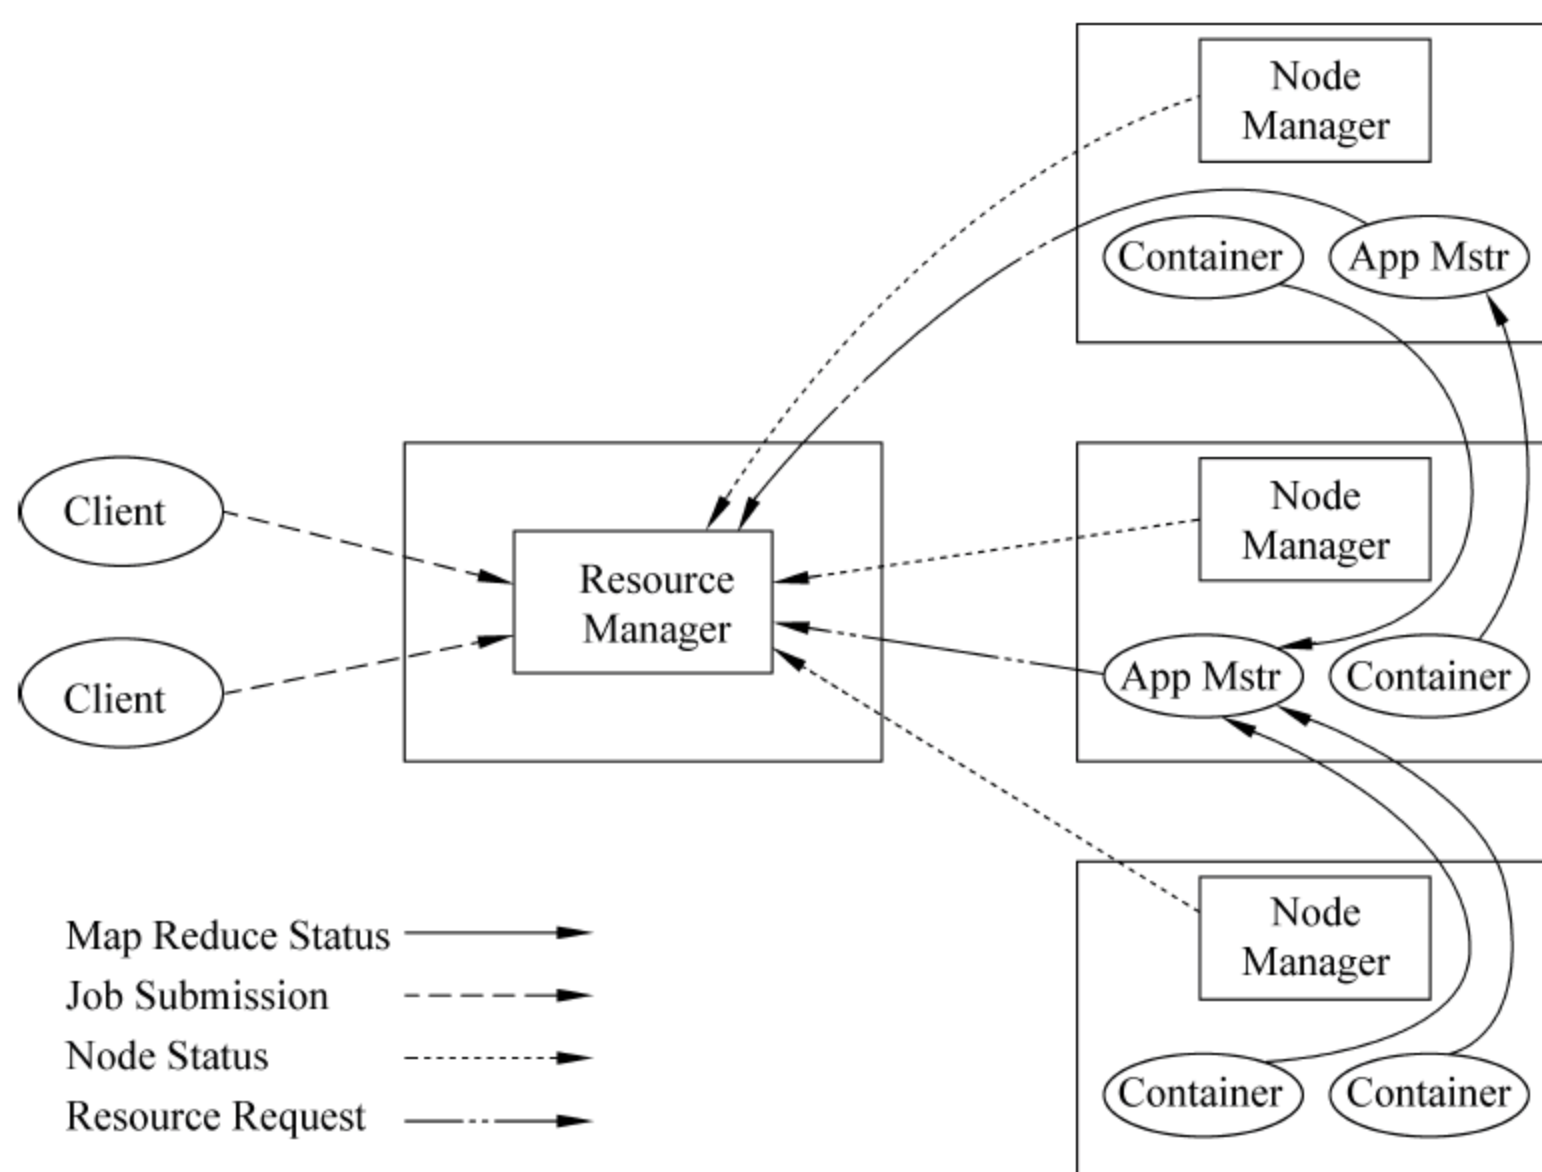 Node
Manager
Container
App Mstr
Client
Client
Resource
Manager
Node
Manager
App Mstr
Container
Node
Manager
Container
Container
Map Reduce Status
Job Submission
Node Status
Resource Request